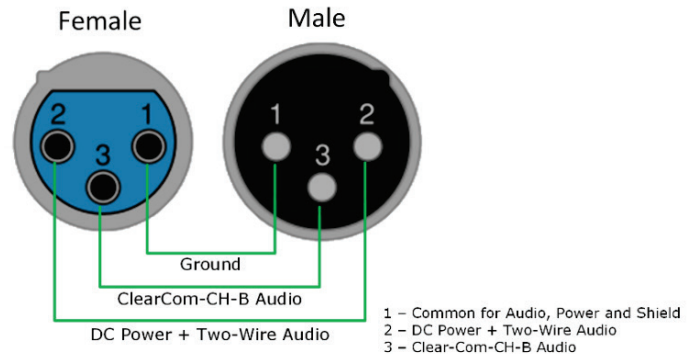 Female
Male
2 1
3
1 2
3
Ground
ClearCom-CH-B Audio
DC Power + Two-Wire Audio
1 – Common for Audio, Power and Shield
2 – DC Power + Two-Wire Audio
3 – Clear-Com-CH-B Audio